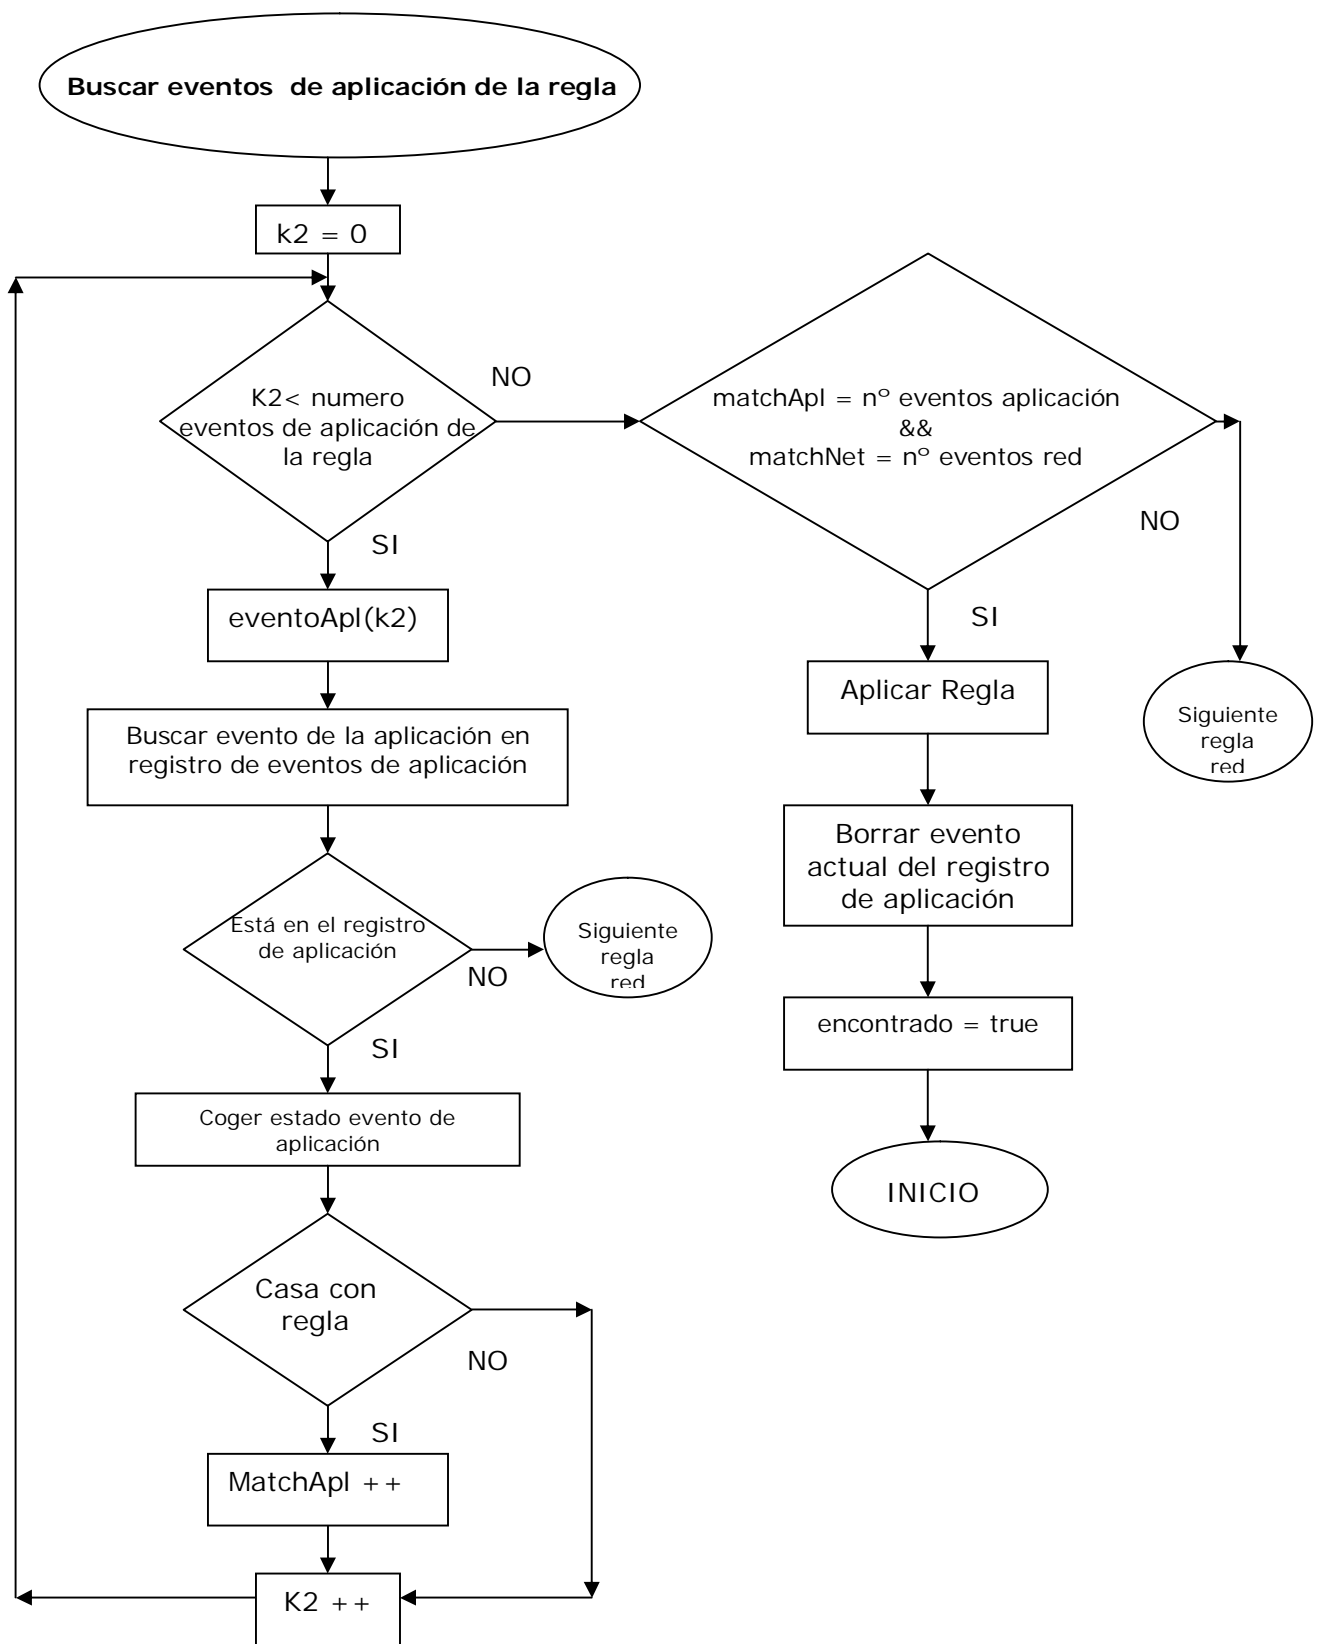 Buscar eventos de aplicación de la regla
k2 = 0
K2< numero
eventos de aplicación de
la regla
NO
SI
matchApl = nº eventos aplicación
&&
matchNet = nº eventos red
NO
SI
eventoApl(k2)
Buscar evento de la aplicación en
registro de eventos de aplicación
Está en el registro
de aplicación
NO
SI
Siguiente
regla
red
Coger estado evento de
aplicación
Casa con
regla
NO
SI
MatchApl ++
K2 ++
Aplicar Regla
Siguiente
regla
red
Borrar evento
actual del registro
de aplicación
encontrado = true
INICIO